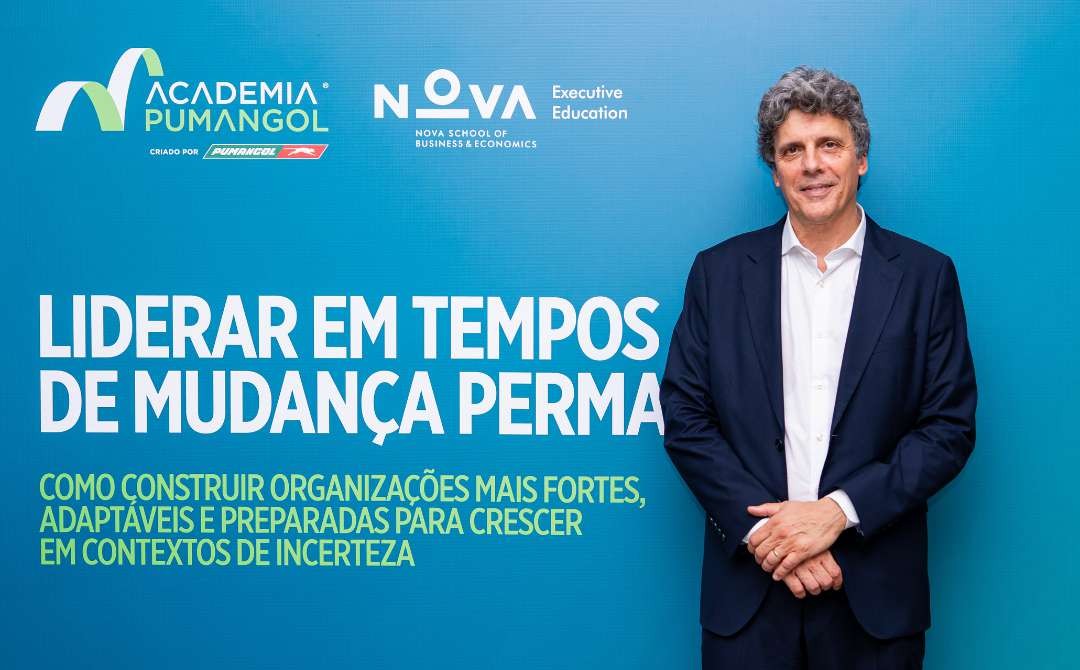 ACADEMIA®
PUMANGOL
CRIADO POR PUMANGOL
NOVA
NOVA SCHOOL OF
BUSINESS & ECONOMICS
Executive
Education
LIDERAR EM TEMPOS
DE MUDANÇA PERMA
COMO CONSTRUIR ORGANIZAÇÕES MAIS FORTES,
ADAPTÁVEIS E PREPARADAS PARA CRESCER
EM CONTEXTOS DE INCERTEZA